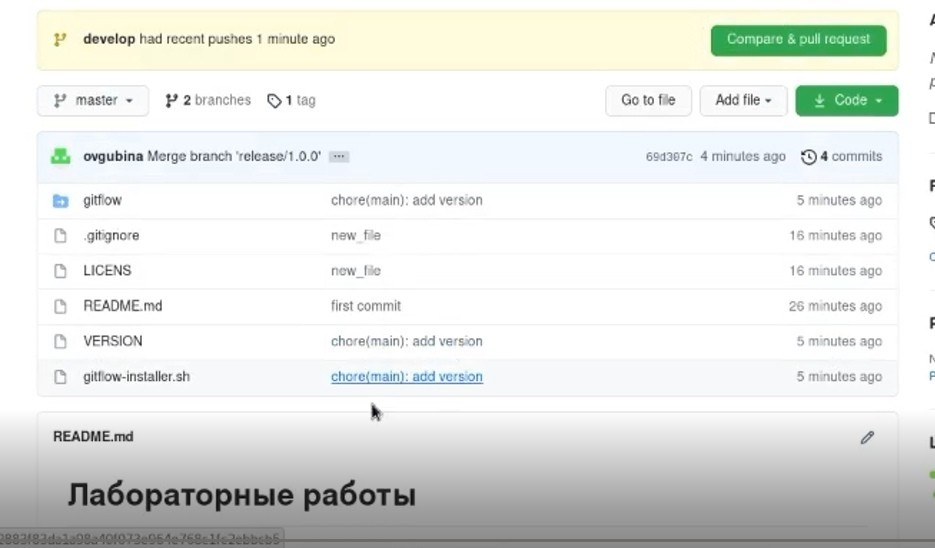 develop had recent pushes 1 minute ago Compare & pull request
master 2 branches 1 tag Go to file Add file Code
ovgubina Merge branch 'release/1.0.0' ... 69d307c 4 minutes ago 4 commits
gitflow chore(main): add version 5 minutes ago
.gitignore new_file 16 minutes ago
LICENS new_file 16 minutes ago
README.md first commit 26 minutes ago
VERSION chore(main): add version 5 minutes ago
gitflow-installer.sh chore(main): add version 5 minutes ago
README.md
Лабораторные работы